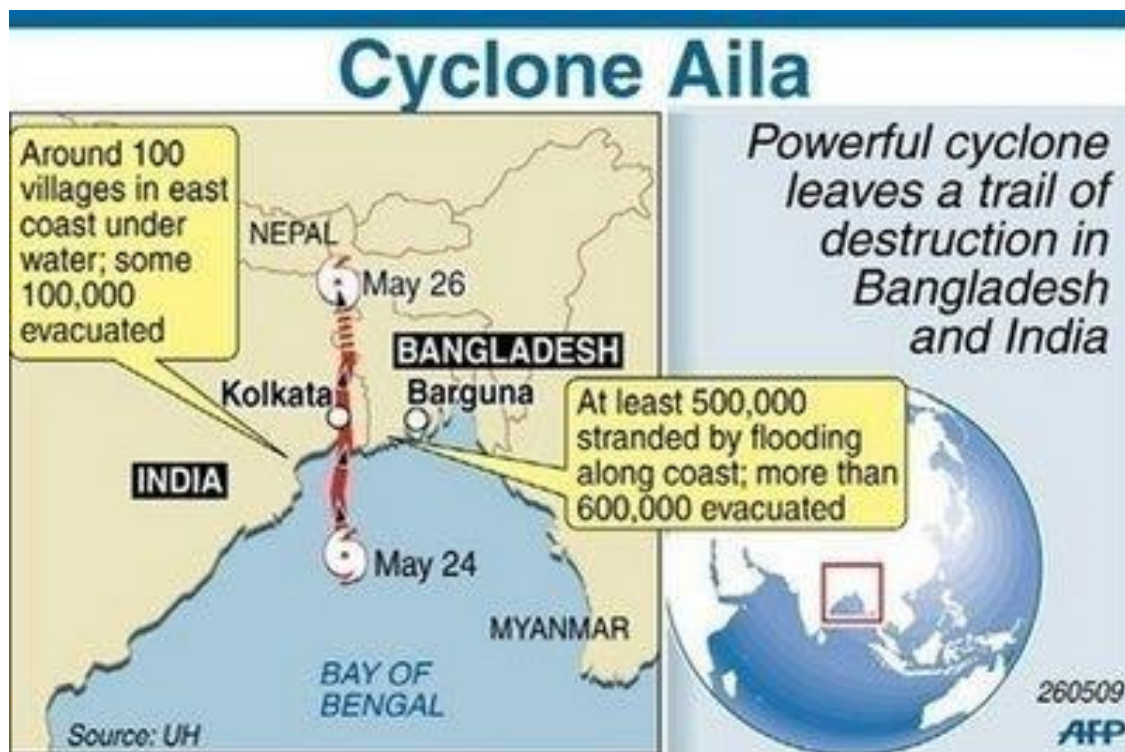 Cyclone Aila
Around 100
villages in east
coast under
water; some
100,000
evacuated
NEPAL
May 26
BANGLADESH
Kolkata
Barguna
INDIA
May 24
MYANMAR
BAY OF
BENGAL
Source: UH
At least 500,000
stranded by flooding
along coast; more than
600,000 evacuated
Powerful cyclone
leaves a trail of
destruction in
Bangladesh
and India
260509
AFP